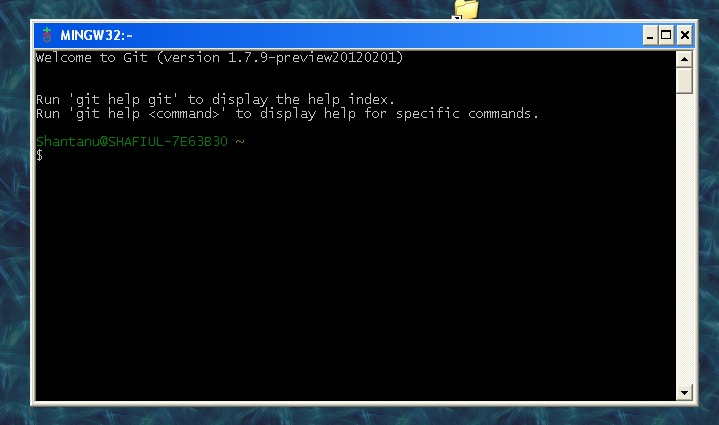 MINGW32:~
Welcome to Git (version 1.7.9-preview20120201)
Run 'git help git' to display the help index.
Run 'git help <command>' to display help for specific commands.
Shantanu@SHAFIUL-7E63B30 ~
$